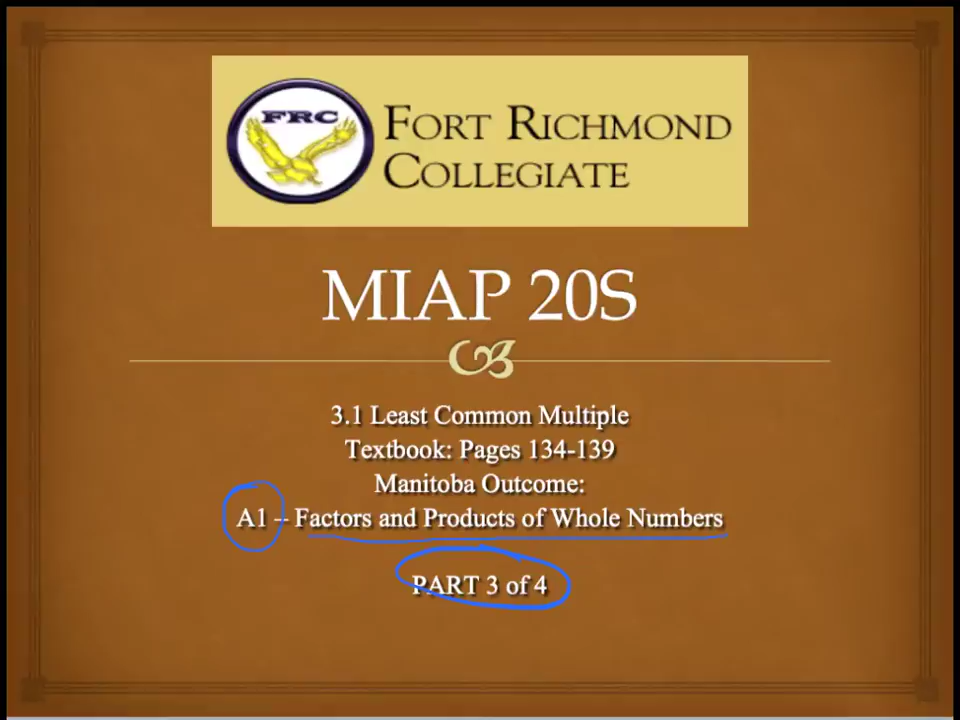 FRC
FORT RICHMOND
COLLEGIATE
MIAP 20S
3.1 Least Common Multiple
Textbook: Pages 134-139
Manitoba Outcome:
A1 – Factors and Products of Whole Numbers
PART 3 of 4